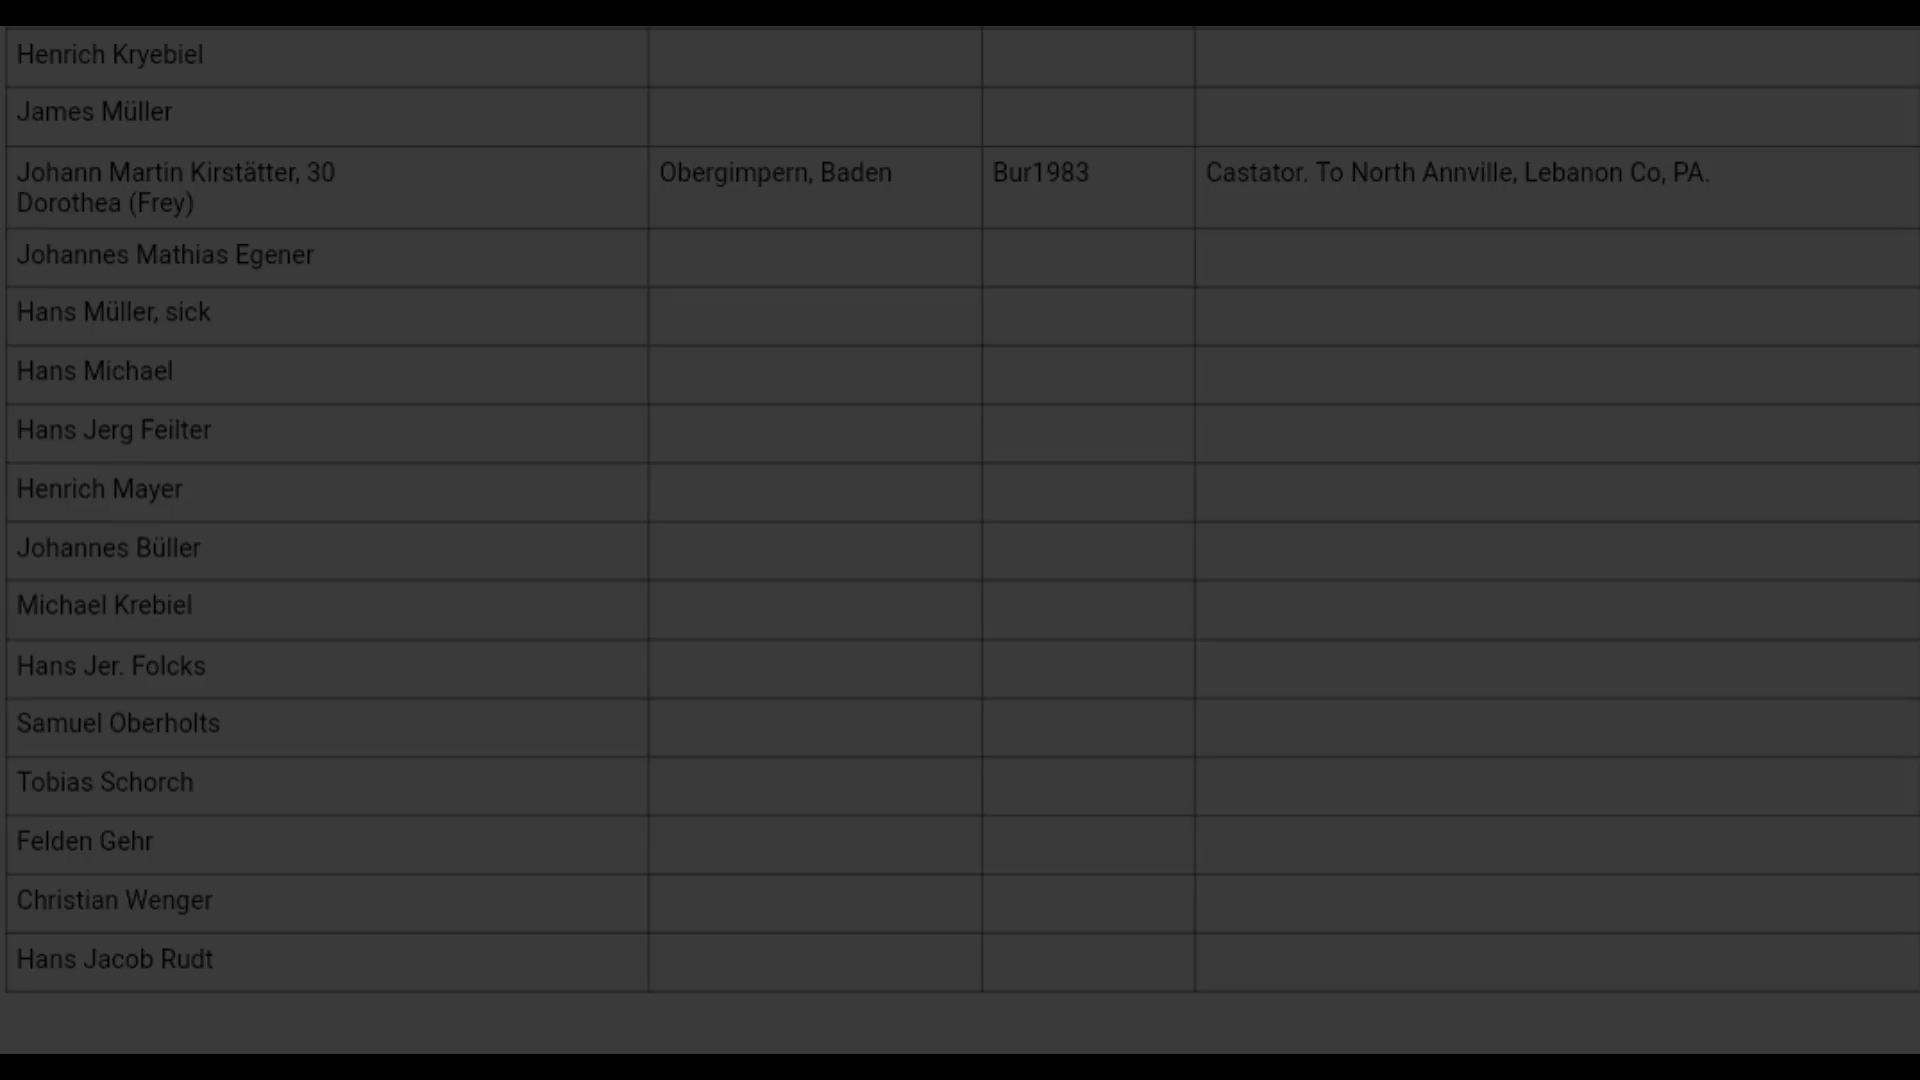 Henrich Kryebiel
James Müller
Johann Martin Kirstätter, 30 Obergimpern, Baden Bur1983 Castator. To North Annville, Lebanon Co, PA.
Dorothea (Frey)
Johannes Mathias Egener
Hans Müller, sick
Hans Michael
Hans Jerg Feilter
Henrich Mayer
Johannes Büller
Michael Krebiel
Hans Jer. Folcks
Samuel Oberholts
Tobias Schorch
Felden Gehr
Christian Wenger
Hans Jacob Rudt